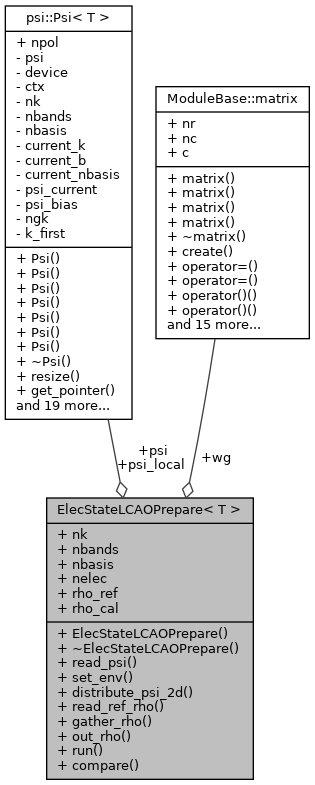 psi::Psi< T >
+ npol
- psi
- device
- ctx
- nk
- nbands
- nbasis
- current_k
- current_b
- current_nbasis
- psi_current
- psi_bias
- ngk
- k_first
+ Psi()
+ Psi()
+ Psi()
+ Psi()
+ Psi()
+ Psi()
+ Psi()
+ ~Psi()
+ resize()
+ get_pointer()
and 19 more...
ModuleBase::matrix
+ nr
+ nc
+ c
+ matrix()
+ matrix()
+ matrix()
+ matrix()
+ ~matrix()
+ create()
+ operator=()
+ operator=()
+ operator()()
+ operator()()
and 15 more...
+psi
+psi_local
+wg
ElecStateLCAOPrepare< T >
+ nk
+ nbands
+ nbasis
+ nelec
+ rho_ref
+ rho_cal
+ ElecStateLCAOPrepare()
+ ~ElecStateLCAOPrepare()
+ read_psi()
+ set_env()
+ distribute_psi_2d()
+ read_ref_rho()
+ gather_rho()
+ out_rho()
+ run()
+ compare()